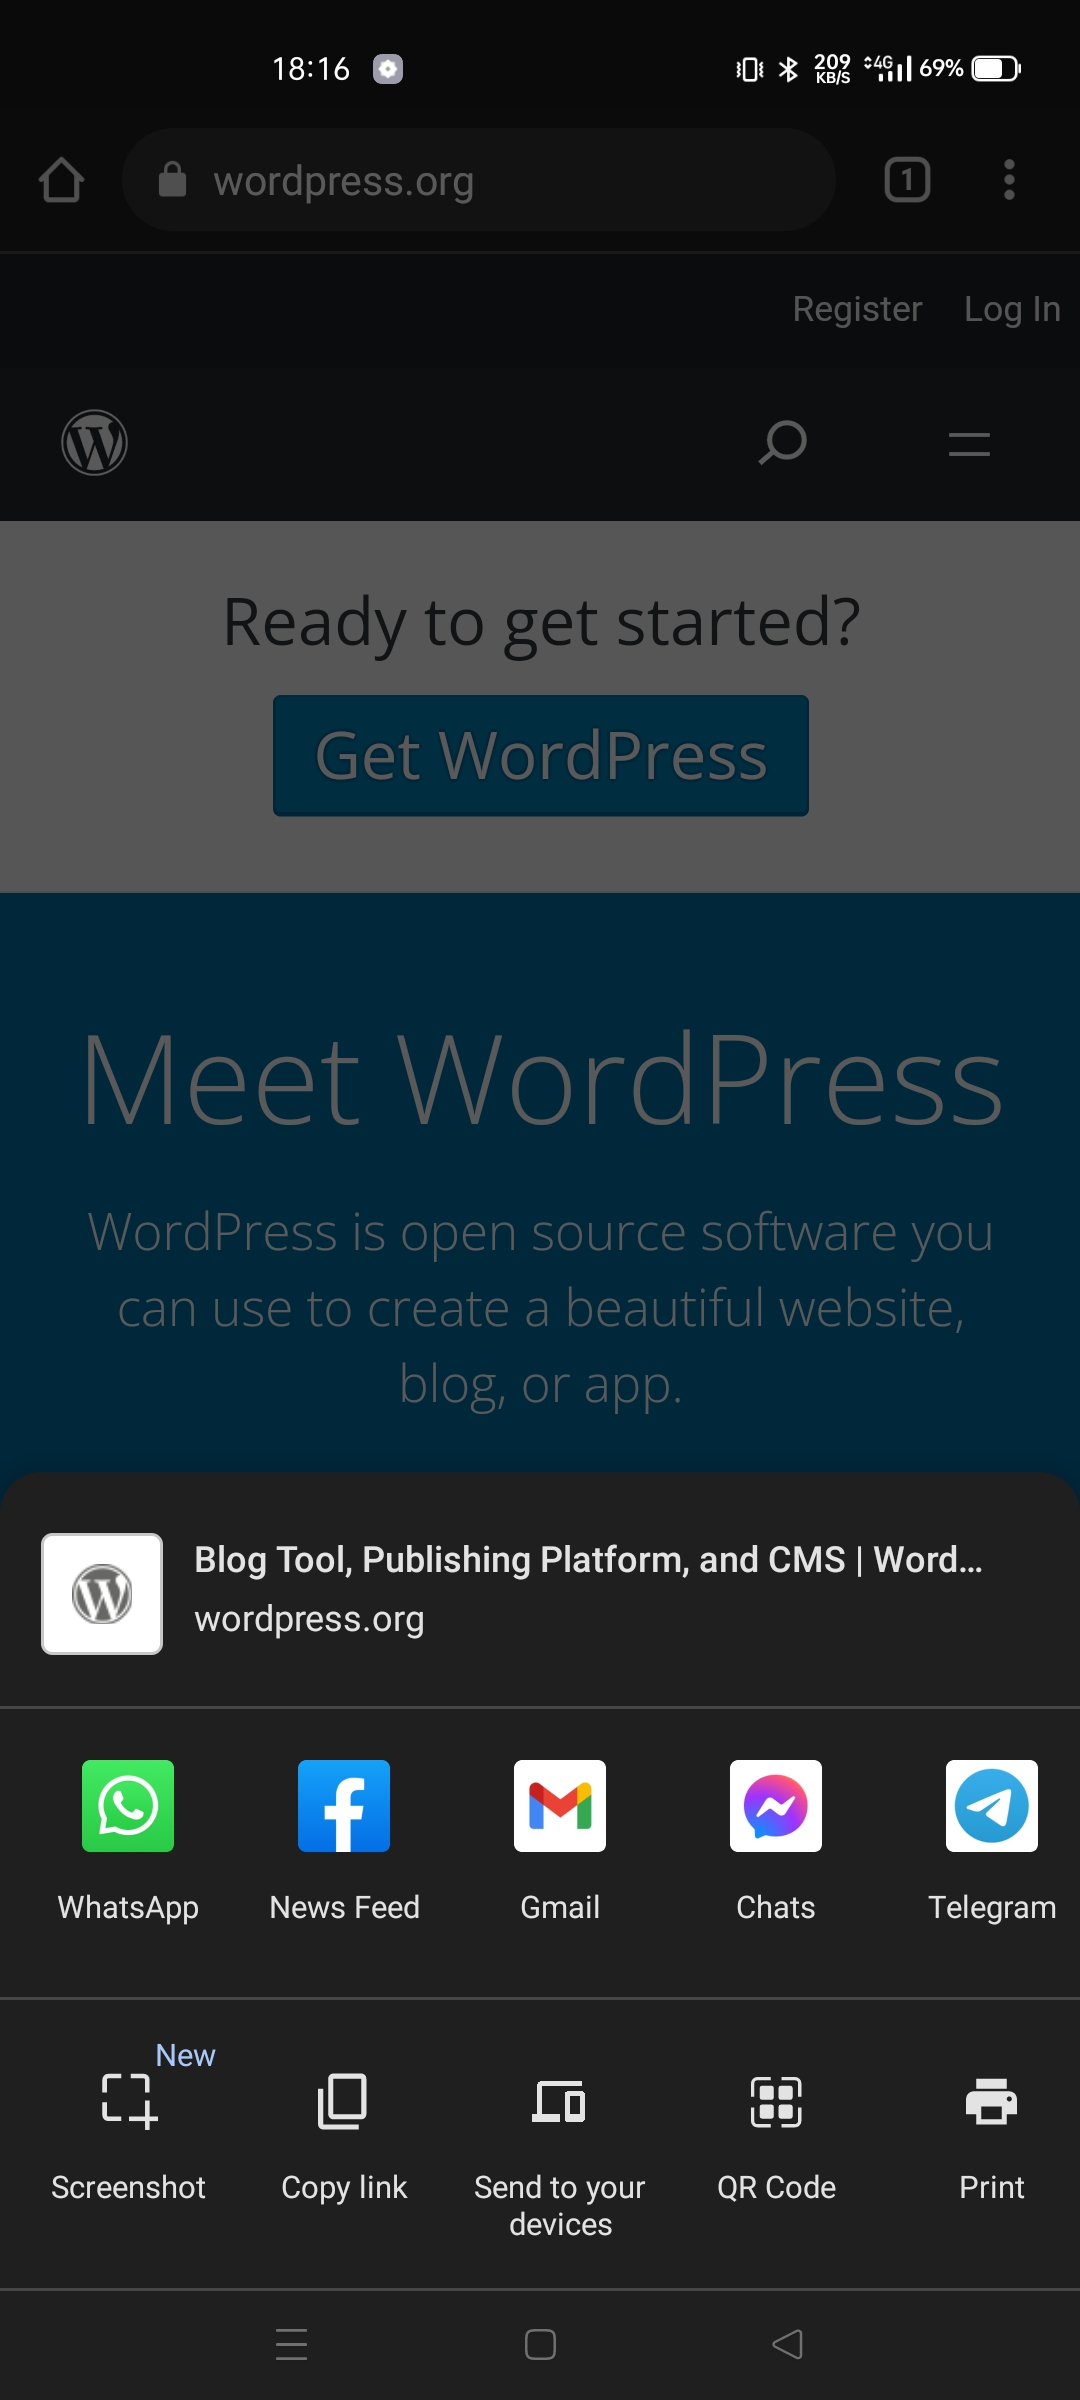 18:16
209 KB/S 4G 69%
wordpress.org 1
Register Log In
Ready to get started?
Get WordPress
Meet WordPress
WordPress is open source software you
can use to create a beautiful website,
blog, or app.
Blog Tool, Publishing Platform, and CMS | Word...
wordpress.org
WhatsApp News Feed Gmail Chats Telegram
New
Screenshot Copy link Send to your devices QR Code Print